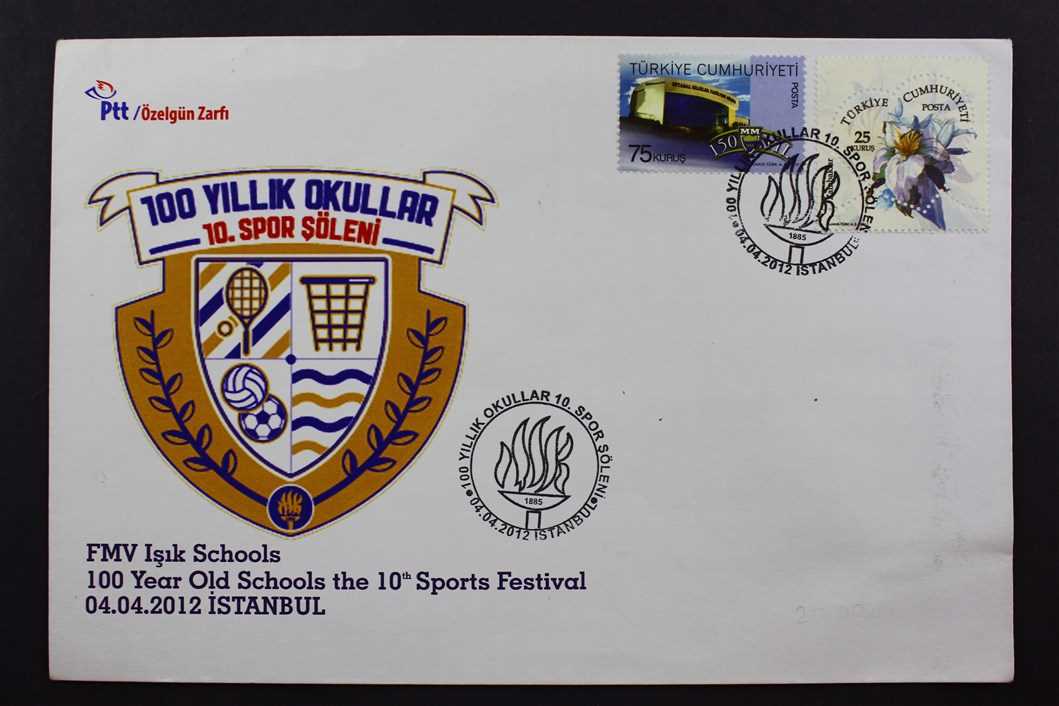 Ptt /Özelgün Zarfı
TÜRKİYE CUMHURİYETİ
POSTA
150
75 KURUŞ
TÜRKİYE CUMHURİYETİ
POSTA
25
KURUŞ
100 YILLIK OKULLAR 10. SPOR ŞÖLENİ
1885
04.04.2012 İSTANBUL
100 YILLIK OKULLAR
10. SPOR ŞÖLENİ
100 YILLIK OKULLAR 10. SPOR ŞÖLENİ
1885
04.04.2012 İSTANBUL
FMV Işık Schools
100 Year Old Schools the 10th Sports Festival
04.04.2012 İSTANBUL